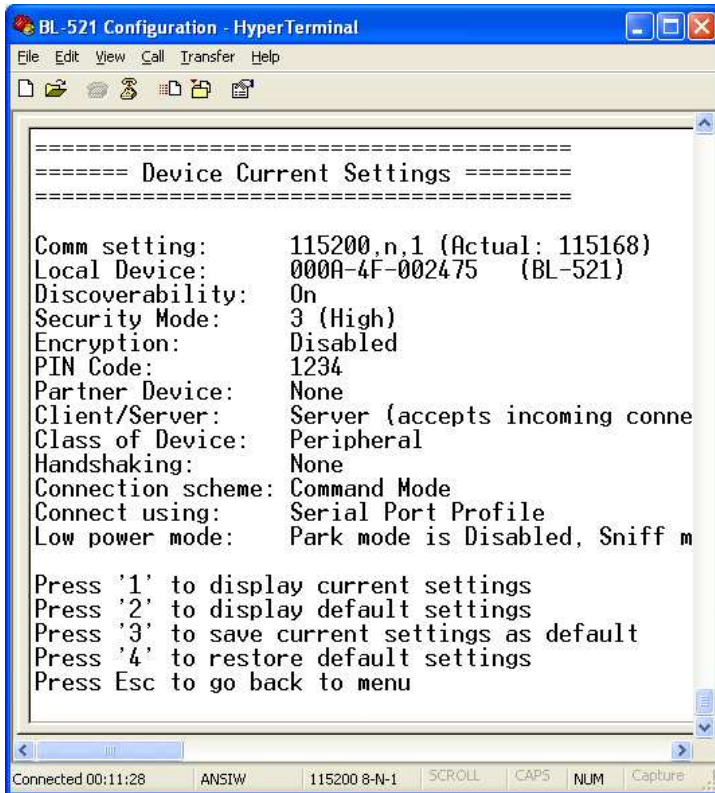 BL-521 Configuration - HyperTerminal
File Edit View Call Transfer Help
========================================
======= Device Current Settings ========
========================================
Comm setting: 115200,n,1 (Actual: 115168)
Local Device: 000A-4F-002475 (BL-521)
Discoverability: On
Security Mode: 3 (High)
Encryption: Disabled
PIN Code: 1234
Partner Device: None
Client/Server: Server (accepts incoming conne
Class of Device: Peripheral
Handshaking: None
Connection scheme: Command Mode
Connect using: Serial Port Profile
Low power mode: Park mode is Disabled, Sniff m
Press '1' to display current settings
Press '2' to display default settings
Press '3' to save current settings as default
Press '4' to restore default settings
Press Esc to go back to menu
Connected 00:11:28 ANSIW 115200 8-N-1 SCROLL CAPS NUM Capture